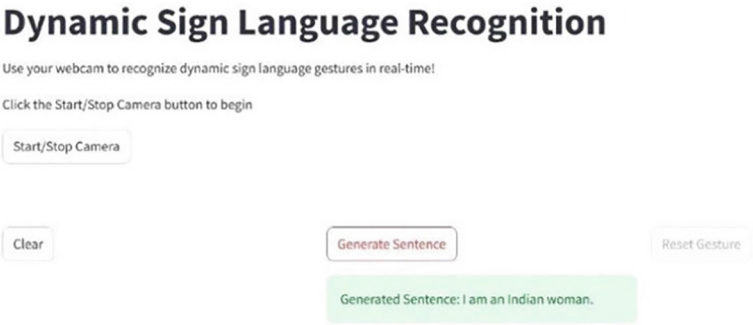 Dynamic Sign Language Recognition
Use your webcam to recognize dynamic sign language gestures in real-time!
Click the Start/Stop Camera button to begin
Start/Stop Camera
Clear
Generate Sentence
Reset Gesture
Generated Sentence: I am an Indian woman.